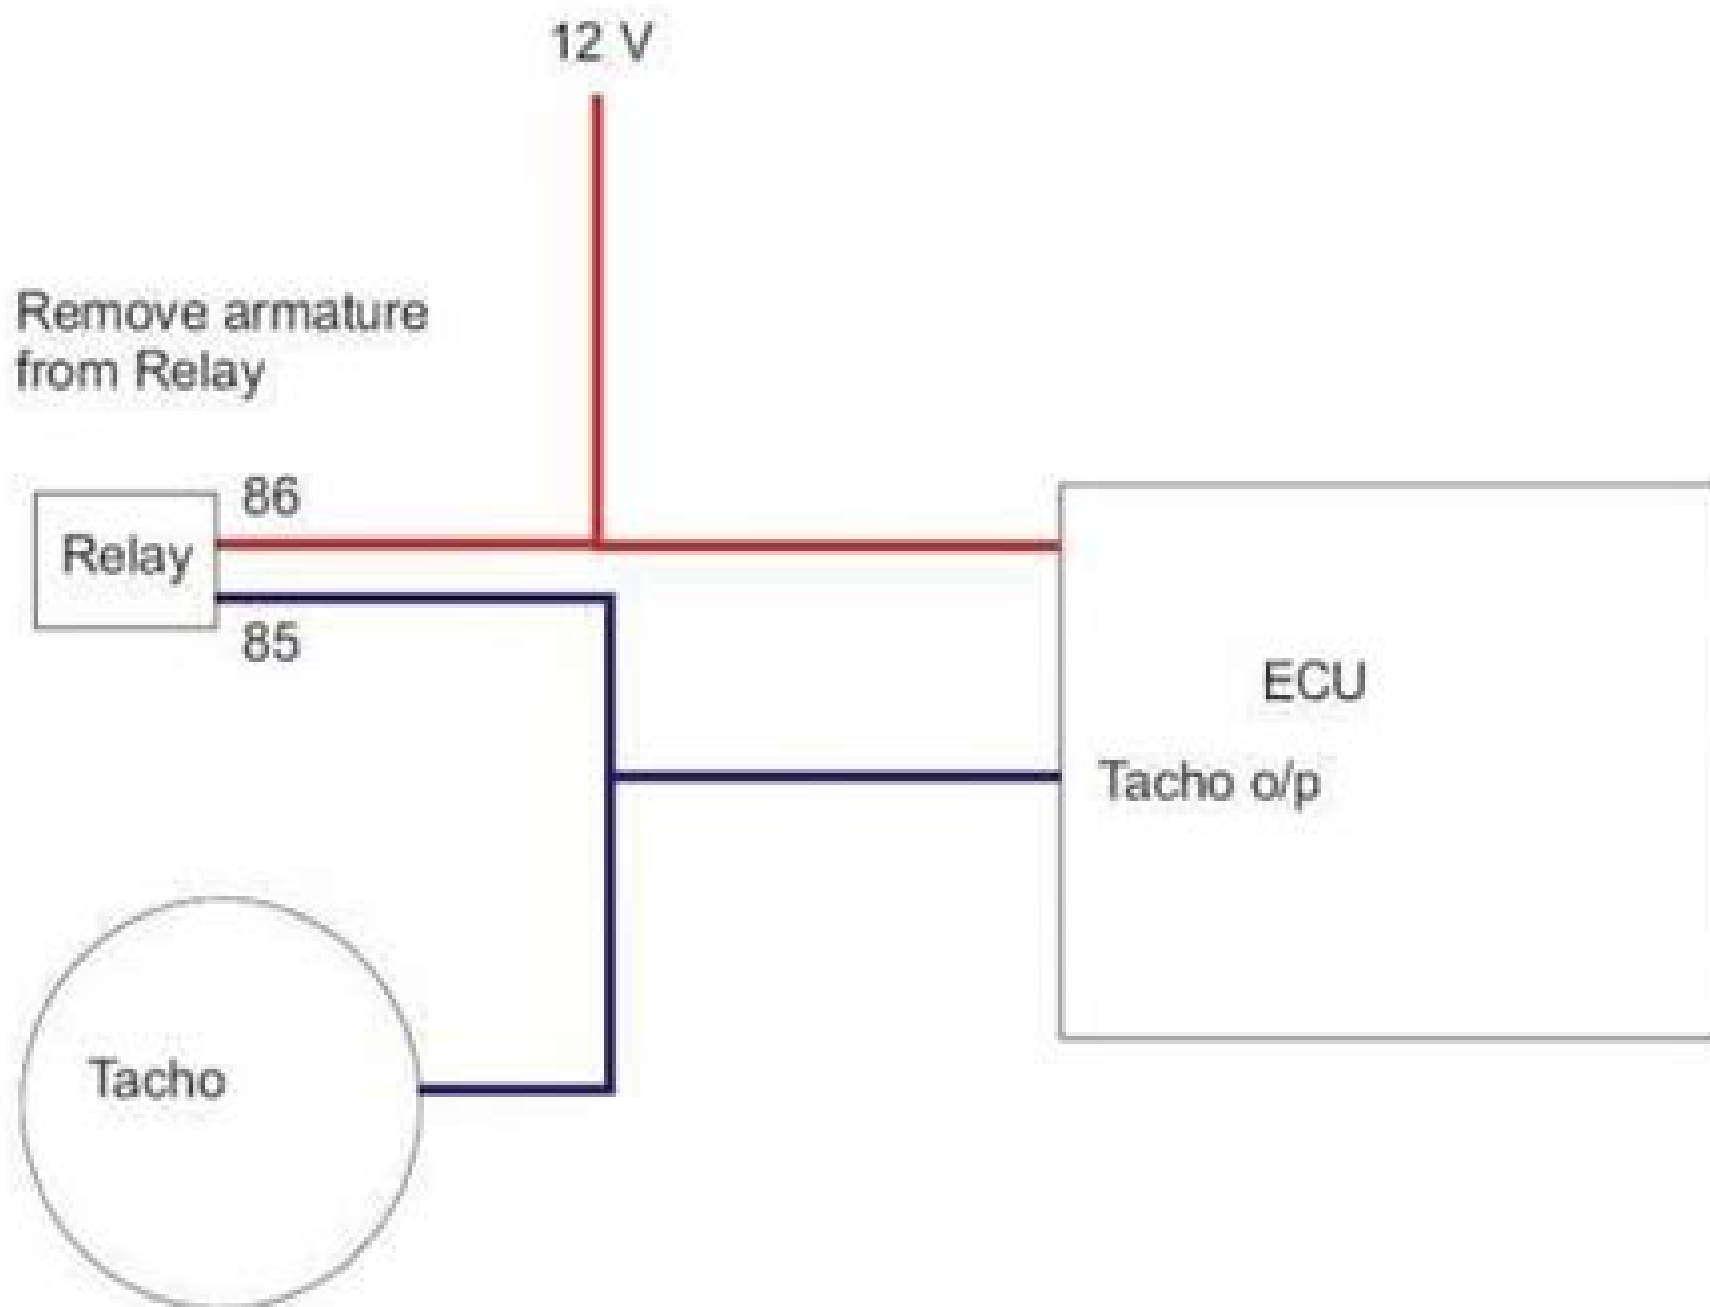 12 V
Remove armature
from Relay
86
Relay
85
ECU
Tacho o/p
Tacho